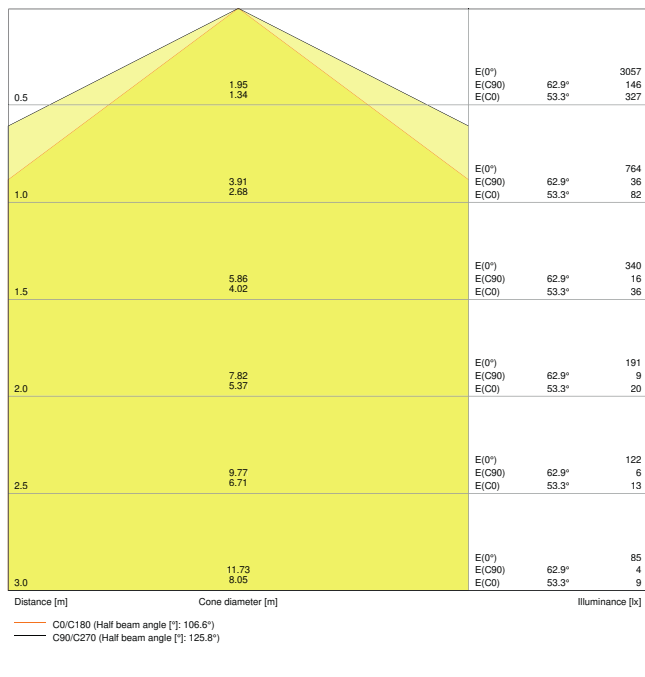 E(0°) 3057
1.95 E(C90) 62.9° 146
0.5 1.34 E(C0) 53.3° 327
E(0°) 764
3.91 E(C90) 62.9° 36
1.0 2.68 E(C0) 53.3° 82
E(0°) 340
5.86 E(C90) 62.9° 16
1.5 4.02 E(C0) 53.3° 36
E(0°) 191
7.82 E(C90) 62.9° 9
2.0 5.37 E(C0) 53.3° 20
E(0°) 122
9.77 E(C90) 62.9° 6
2.5 6.71 E(C0) 53.3° 13
E(0°) 85
11.73 E(C90) 62.9° 4
3.0 8.05 E(C0) 53.3° 9
Distance [m] Cone diameter [m] Illuminance [lx]
C0/C180 (Half beam angle [°]: 106.6°)
C90/C270 (Half beam angle [°]: 125.8°)